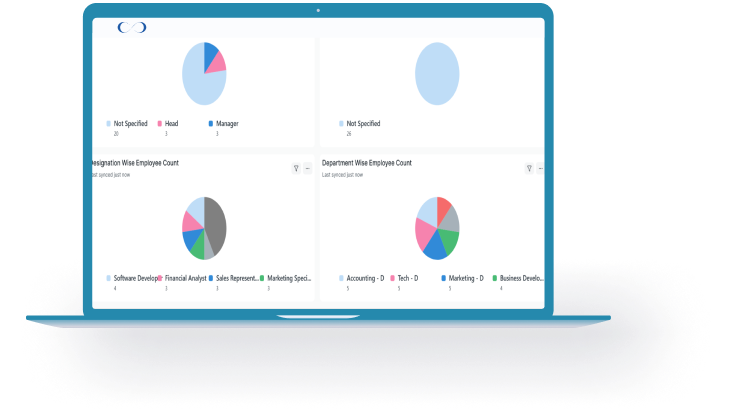 Not Specified
20
Head
3
Manager
3
Not Specified
26
Designation Wise Employee Count
Last synced just now
Department Wise Employee Count
Last synced just now
Software Develop
4
Financial Analyst
3
Sales Represent...
3
Marketing Speci...
3
Accounting - D
5
Tech - D
5
Marketing - D
5
Business Develo...
4